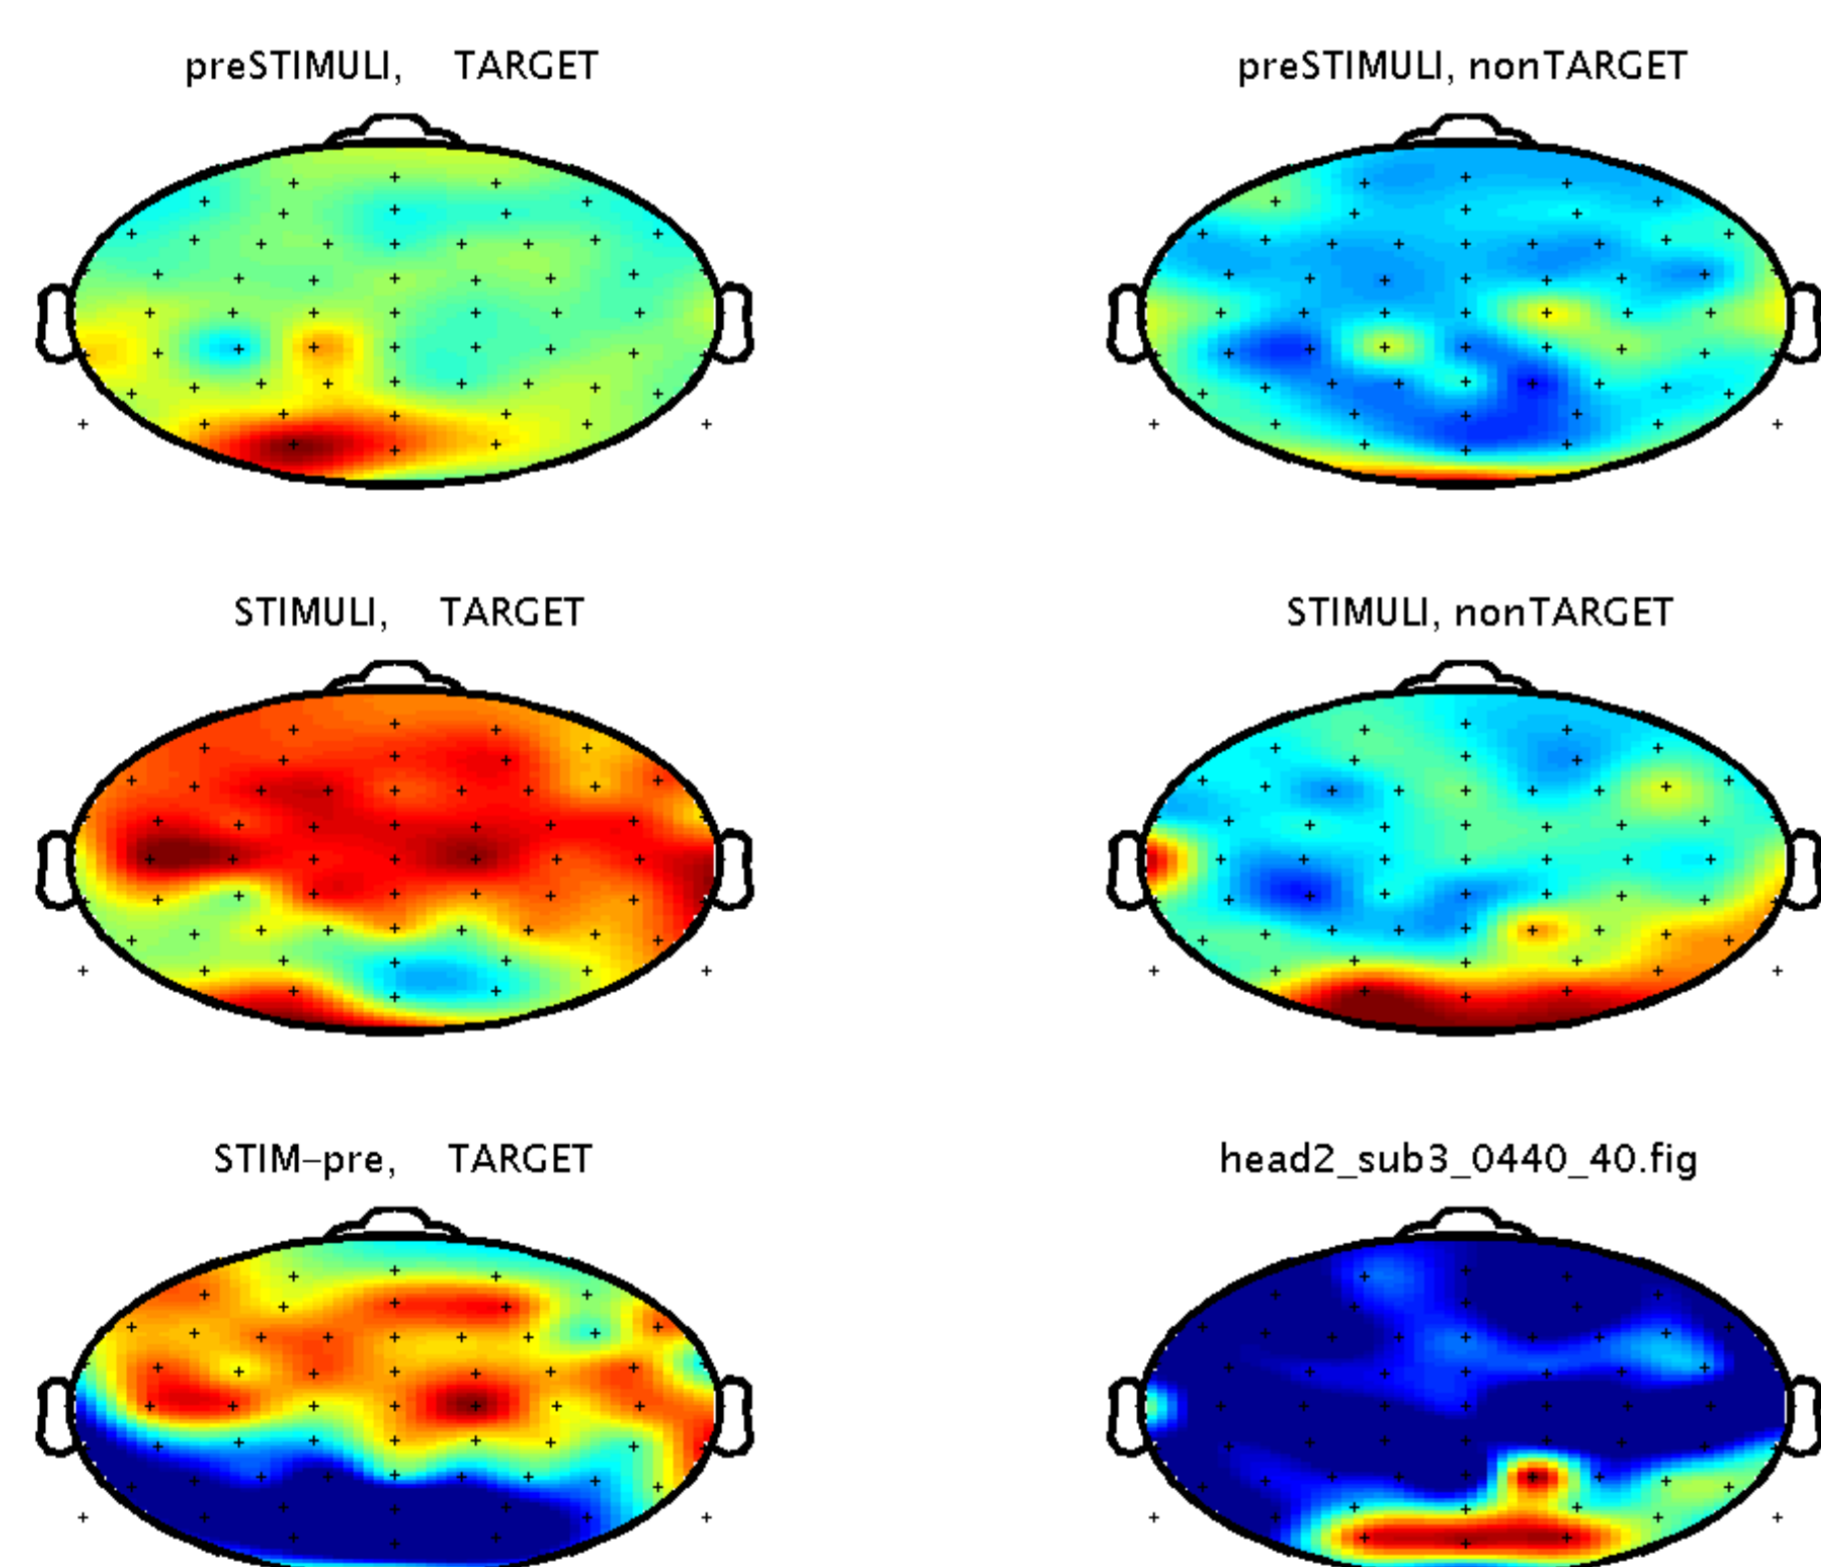 preSTIMULI, TARGET
preSTIMULI, nonTARGET
STIMULI, TARGET
STIMULI, nonTARGET
STIM-pre, TARGET
head2_sub3_0440_40.fig